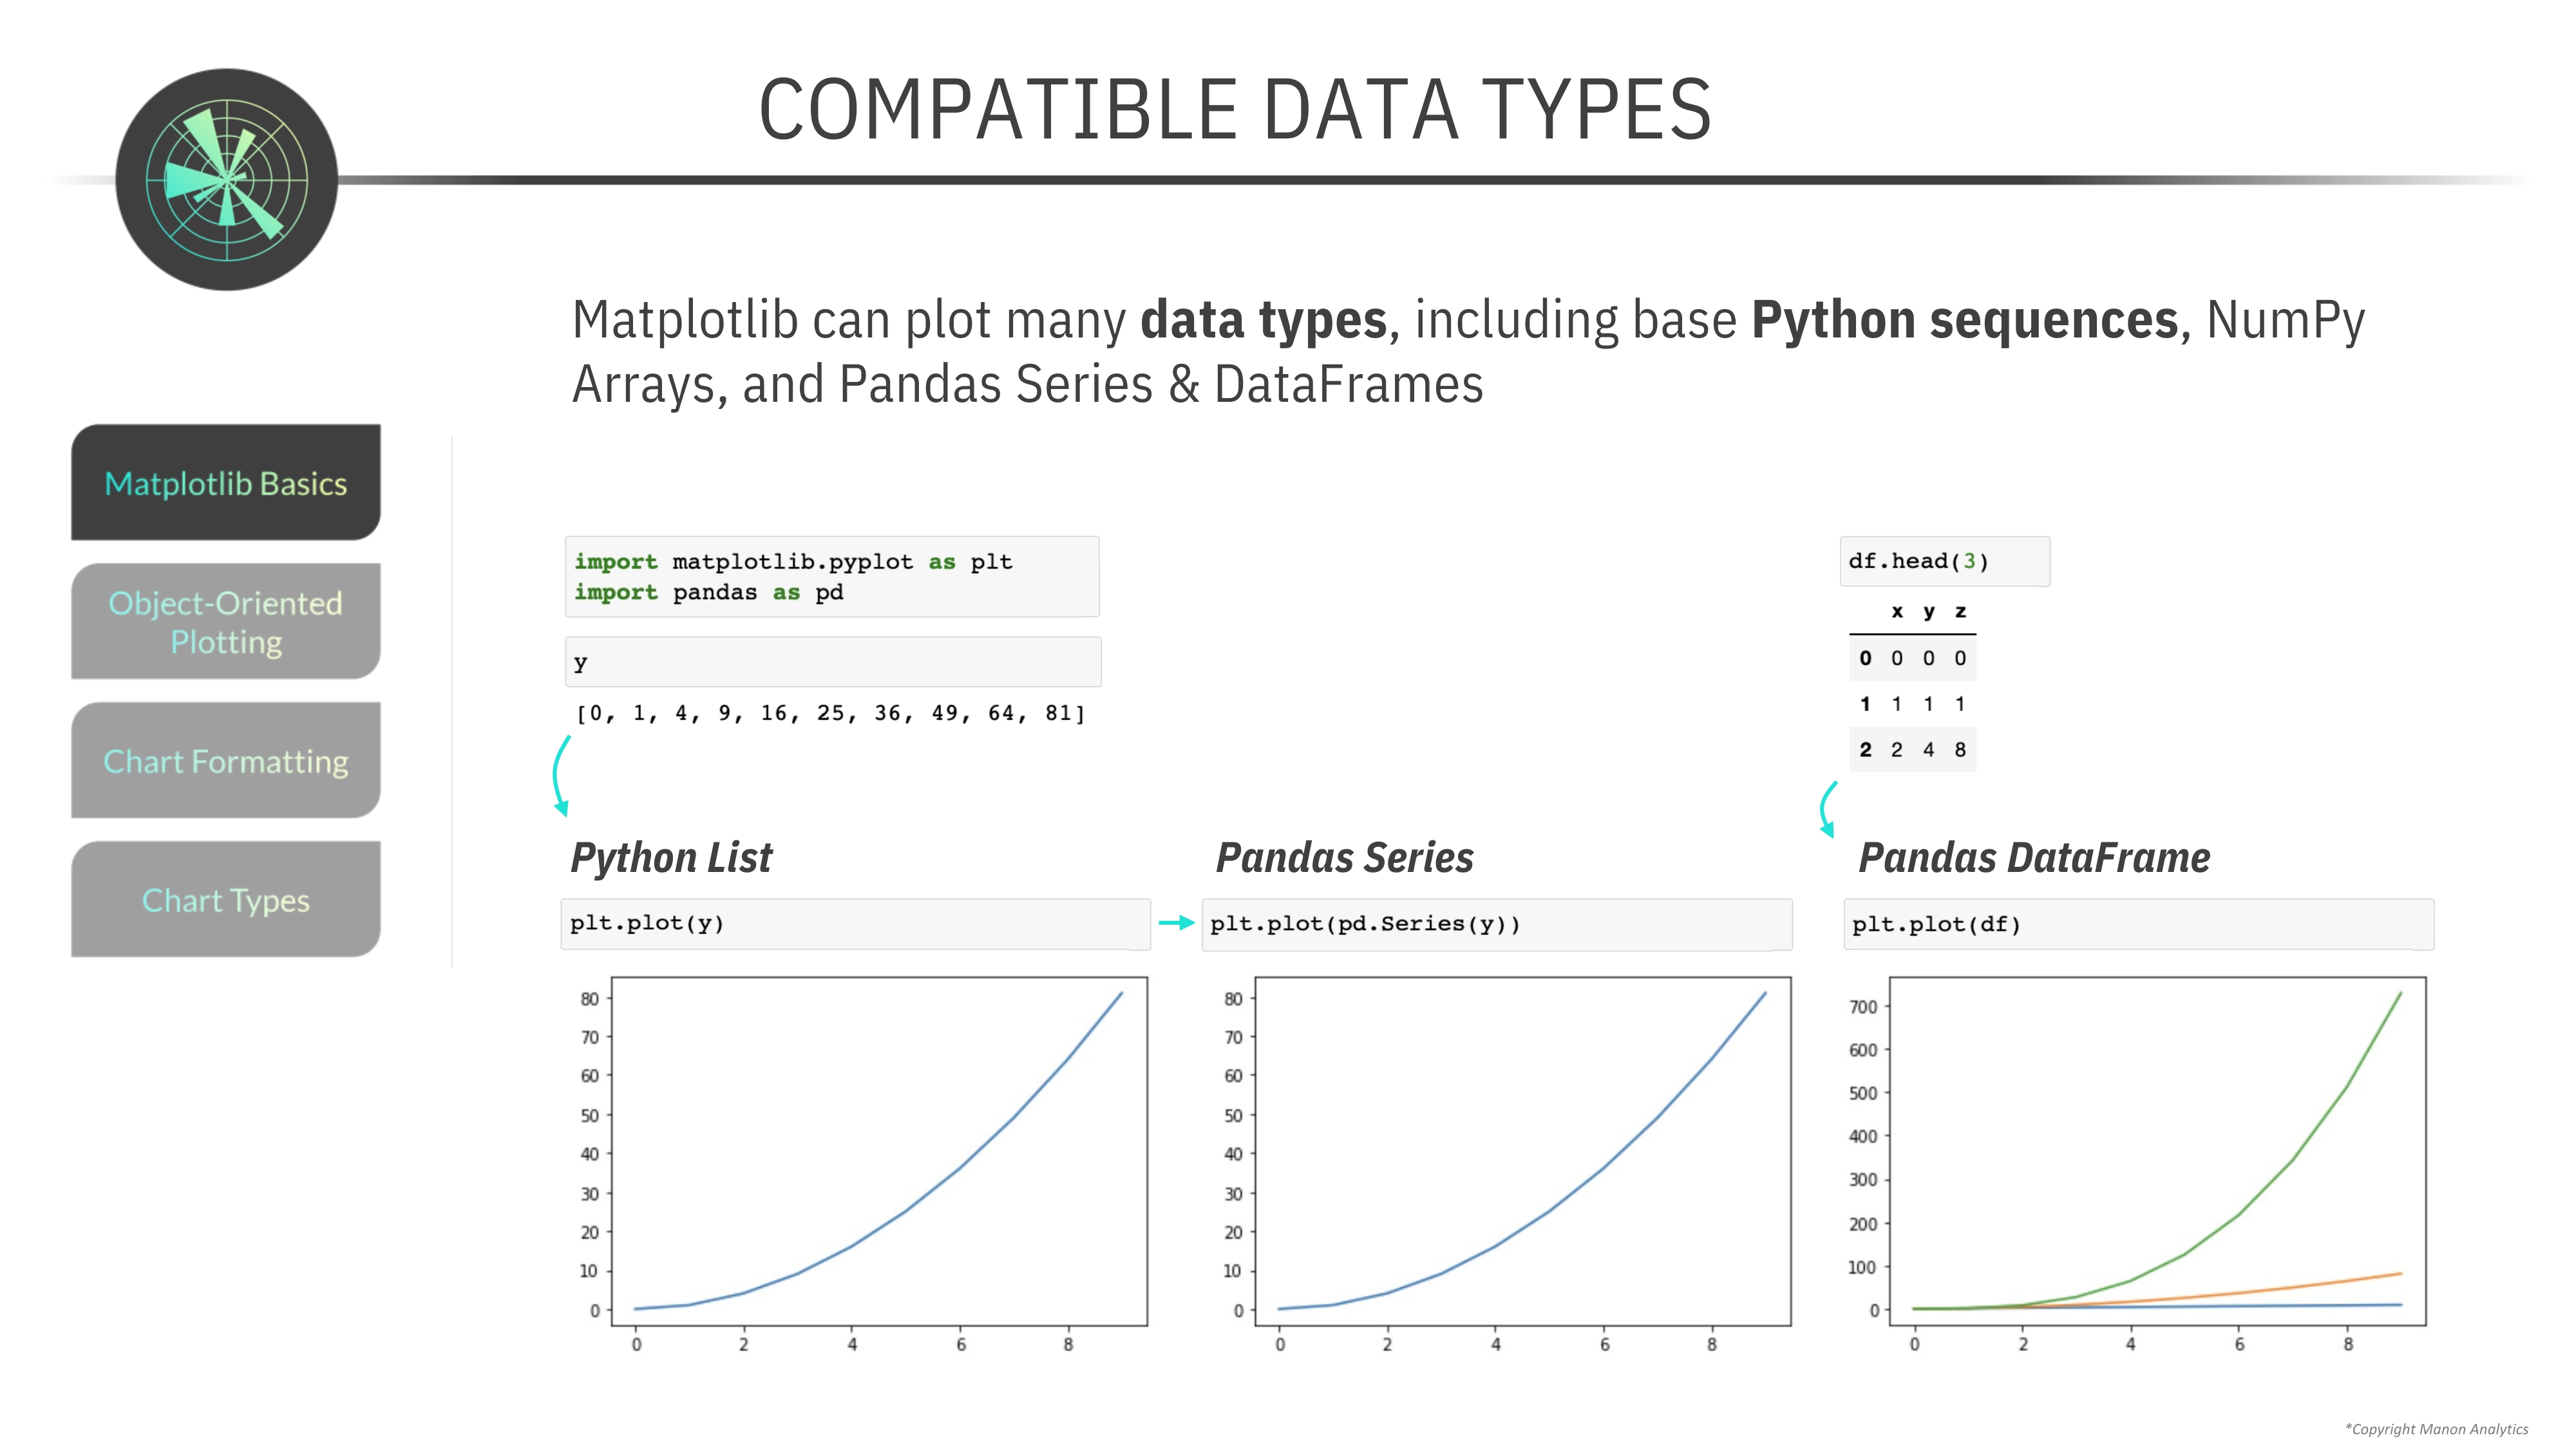 COMPATIBLE DATA TYPES
Matplotlib can plot many data types, including base Python sequences, NumPy
Arrays, and Pandas Series & DataFrames
Matplotlib Basics
Object-Oriented
Plotting
Chart Formatting
Chart Types
import matplotlib.pyplot as plt
import pandas as pd
y
[0, 1, 4, 9, 16, 25, 36, 49, 64, 81]
df.head(3)
x y z
0 0 0 0
1 1 1 1
2 2 4 8
Python List
plt.plot(y)
80
70
60
50
40
30
20
10
0
0 2 4 6 8
Pandas Series
plt.plot(pd.Series(y))
80
70
60
50
40
30
20
10
0
0 2 4 6 8
Pandas DataFrame
plt.plot(df)
700
600
500
400
300
200
100
0
0 2 4 6 8
*Copyright Manon Analytics